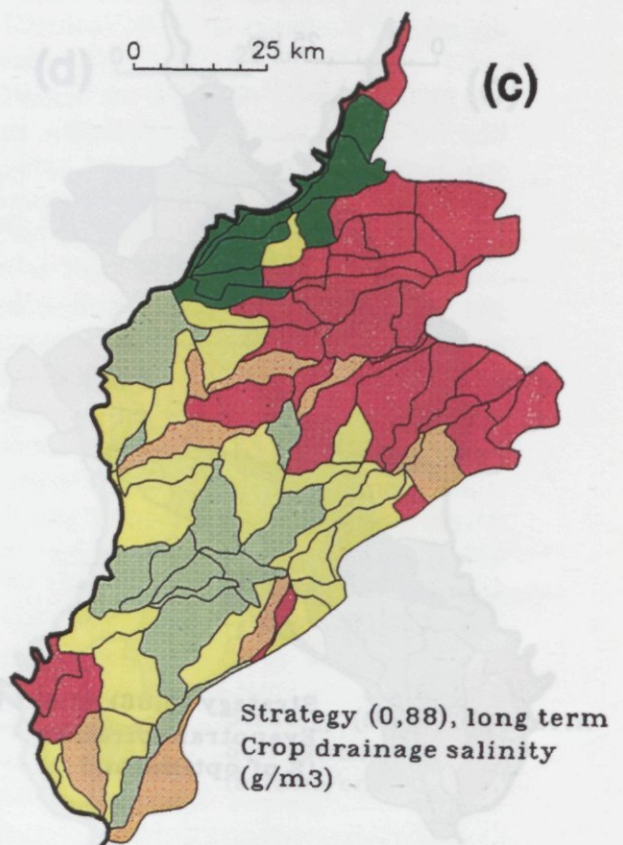 0 25 km
(c)
Strategy (0,88), long term
Crop drainage salinity
(g/m3)